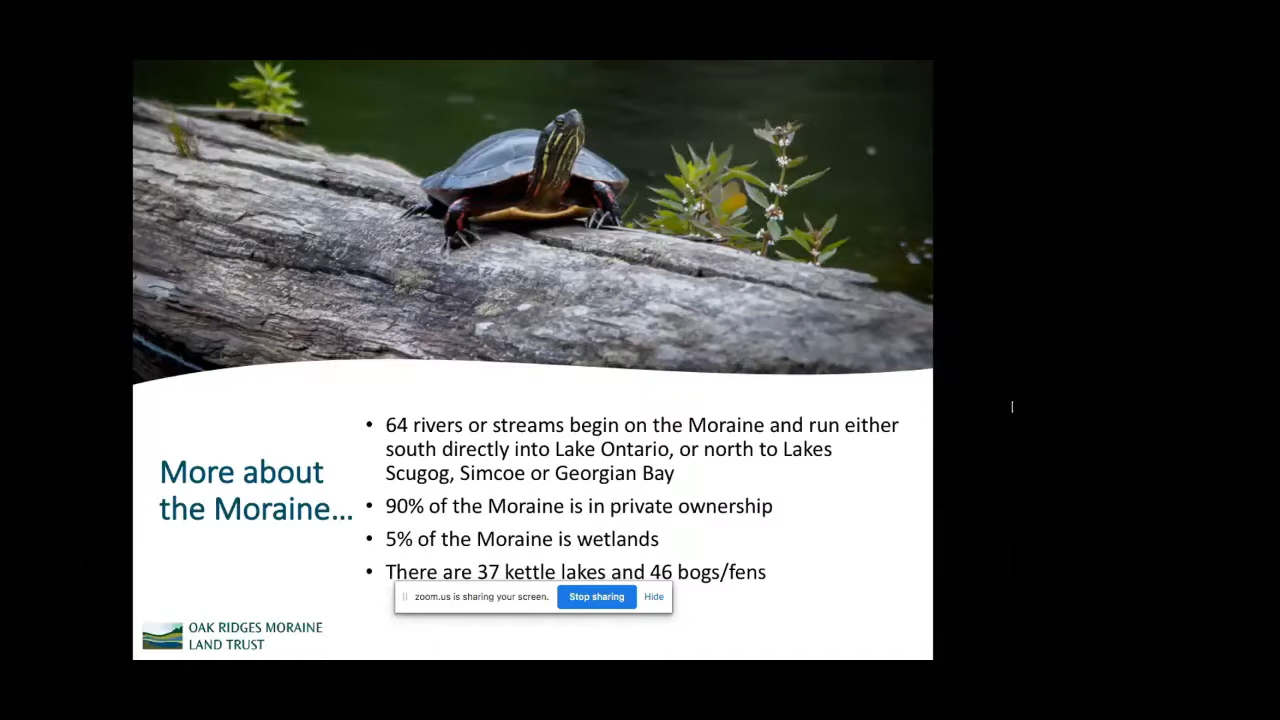 More about
the Moraine...
• 64 rivers or streams begin on the Moraine and run either
south directly into Lake Ontario, or north to Lakes
Scugog, Simcoe or Georgian Bay
• 90% of the Moraine is in private ownership
• 5% of the Moraine is wetlands
• There are 37 kettle lakes and 46 bogs/fens
zoom.us is sharing your screen. Stop sharing Hide
OAK RIDGES MORAINE
LAND TRUST